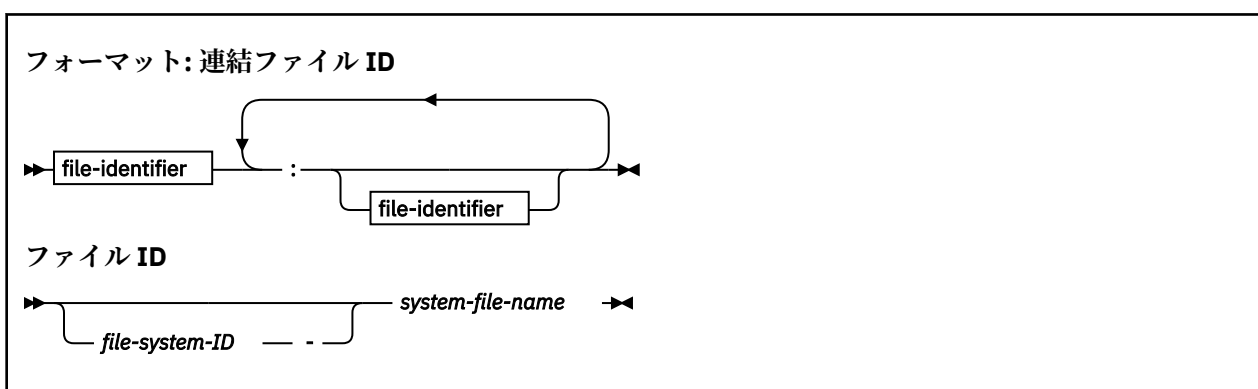 フォーマット: 連結ファイル ID
file-identifier :
file-identifier
ファイル ID
system-file-name
file-system-ID -